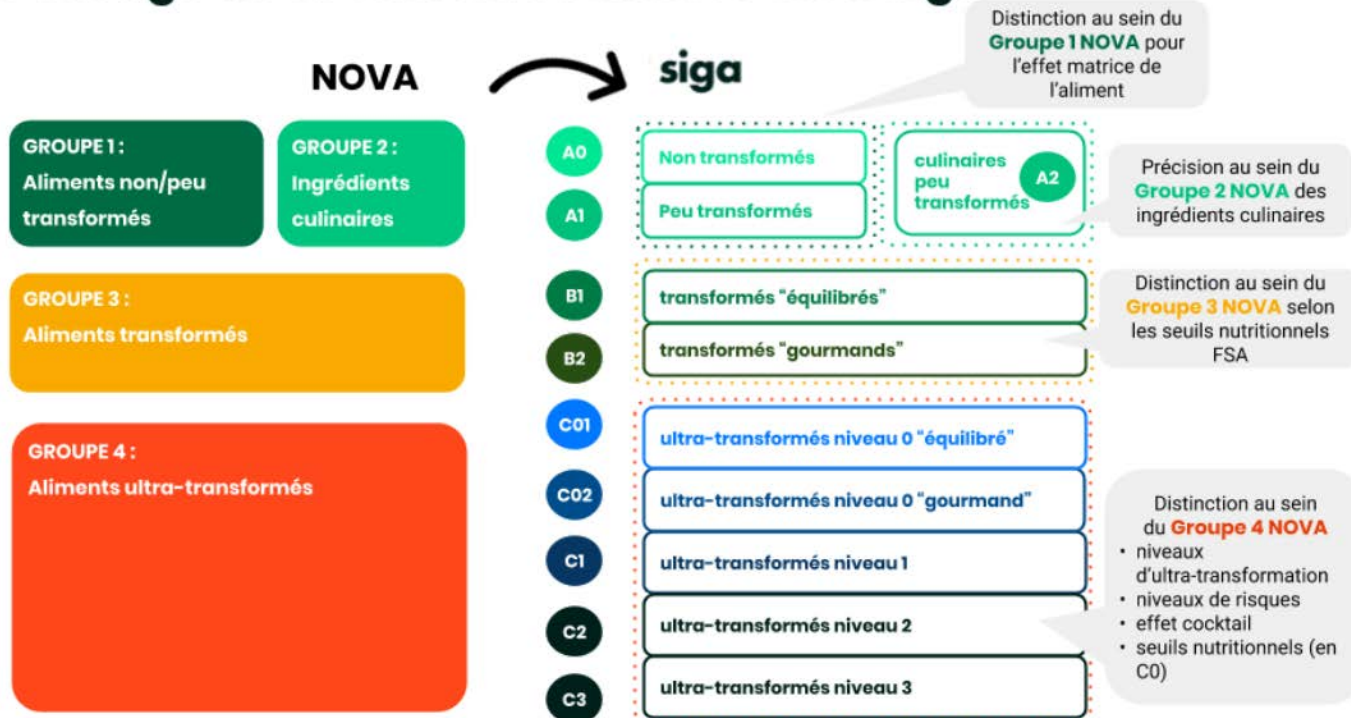 NOVA
siga
Distinction au sein du
Groupe 1 NOVA pour
l'effet matrice de
l'aliment
GROUPE 1 :
Aliments non/peu
transformés
GROUPE 2 :
Ingrédients
culinaires
A0
Non transformés
A1
Peu transformés
culinaires
peu
transformés
A2
Précision au sein du
Groupe 2 NOVA des
ingrédients culinaires
GROUPE 3 :
Aliments transformés
B1
transformés "équilibrés"
B2
transformés "gourmands"
Distinction au sein du
Groupe 3 NOVA selon
les seuils nutritionnels
FSA
GROUPE 4 :
Aliments ultra-transformés
C01
ultra-transformés niveau 0 "équilibré"
C02
ultra-transformés niveau 0 "gourmand"
C1
ultra-transformés niveau 1
C2
ultra-transformés niveau 2
C3
ultra-transformés niveau 3
Distinction au sein
du Groupe 4 NOVA
• niveaux
d'ultra-transformation
• niveaux de risques
• effet cocktail
• seuils nutritionnels (en
C0)